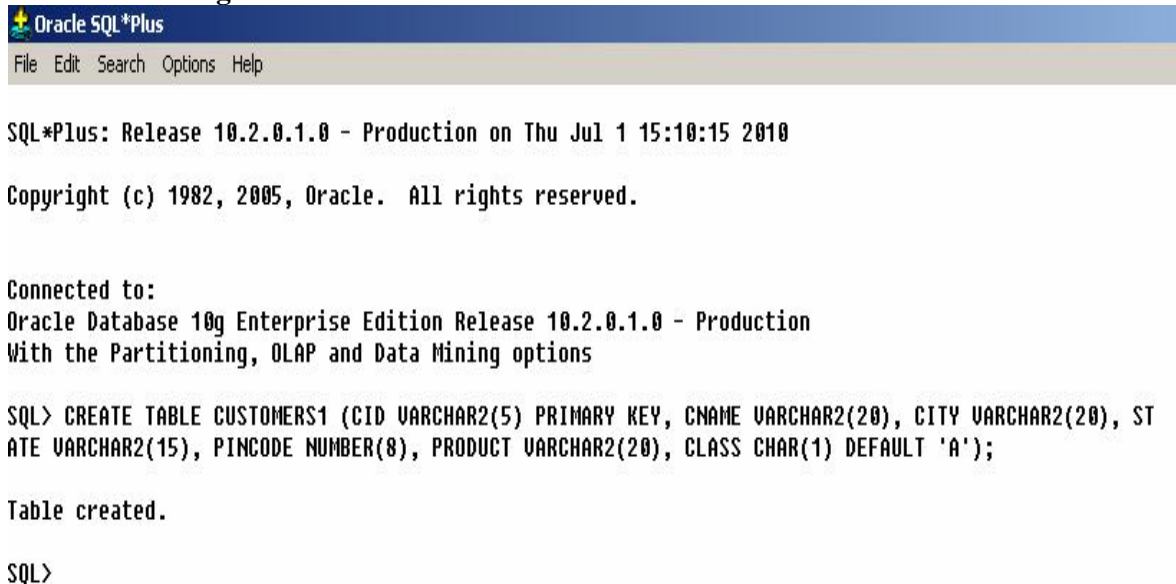 Oracle SQL*Plus
File Edit Search Options Help
SQL*Plus: Release 10.2.0.1.0 - Production on Thu Jul 1 15:10:15 2010
Copyright (c) 1982, 2005, Oracle.  All rights reserved.
Connected to:
Oracle Database 10g Enterprise Edition Release 10.2.0.1.0 - Production
With the Partitioning, OLAP and Data Mining options
SQL> CREATE TABLE CUSTOMERS1 (CID VARCHAR2(5) PRIMARY KEY, CNAME VARCHAR2(20), CITY VARCHAR2(20), ST
ATE VARCHAR2(15), PINCODE NUMBER(8), PRODUCT VARCHAR2(20), CLASS CHAR(1) DEFAULT 'A');
Table created.
SQL>